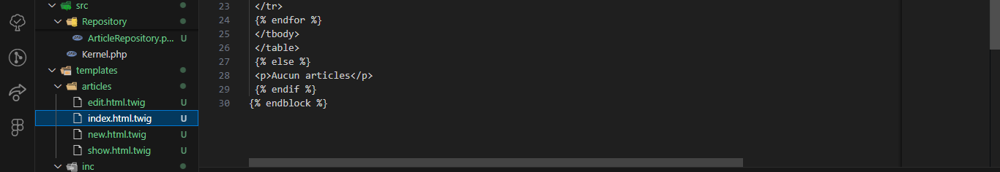 src
Repository
ArticleRepository.p... U
Kernel.php
templates
articles
edit.html.twig U
index.html.twig U
new.html.twig U
show.html.twig U
inc
23 </tr>
24 {% endfor %}
25 </tbody>
26 </table>
27 {% else %}
28 <p>Aucun articles</p>
29 {% endif %}
30 {% endblock %}